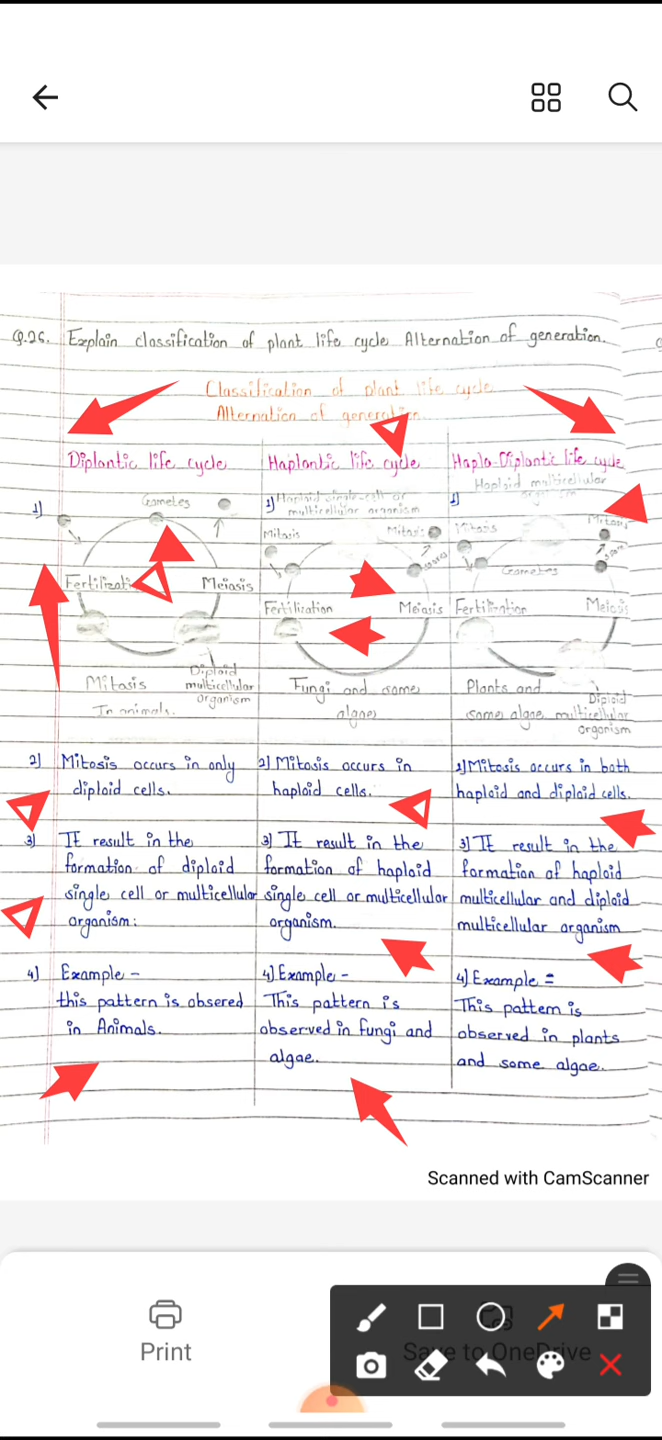 Q.26. Explain classification of plant life cycle Alternation of generation.
Classification of plant life cycle
Alternation of generation.
Diplontic life cycle
1)
Gametes
Meiosis
Mitosis
In animals.
Diploid
multicellular
organism
2) Mitosis occurs in only
diploid cells.
3) It result in the
formation of diploid
single cell or multicellular
organism:
4) Example -
this pattern is obsered
in Animals.
Haplontic life cycle
1) Haploid single-cell or
multicellular organism
Mitosis
Mitosis
Fertilization
Meiosis
Fungi and some
algae
2) Mitosis occurs in
haploid cells.
3) It result in the
formation of haploid
single cell or multicellular
organism.
4) Example -
This pattern is
observed in fungi and
algae.
Haplo-Diplontic life cycle
Haploid multicellular
organism
Mitosis
Mitosis
Gametes
Fertilization
Meiosis
Plants and
some algae
Diploid
multicellular
organism
Mitosis occurs in both
haploid and diploid cells.
3) It result in the
formation of haploid
multicellular and diploid
multicellular organism
4) Example =
This pattern is
observed in plants
and some algae.
Scanned with CamScanner
Print
Save to OneDrive